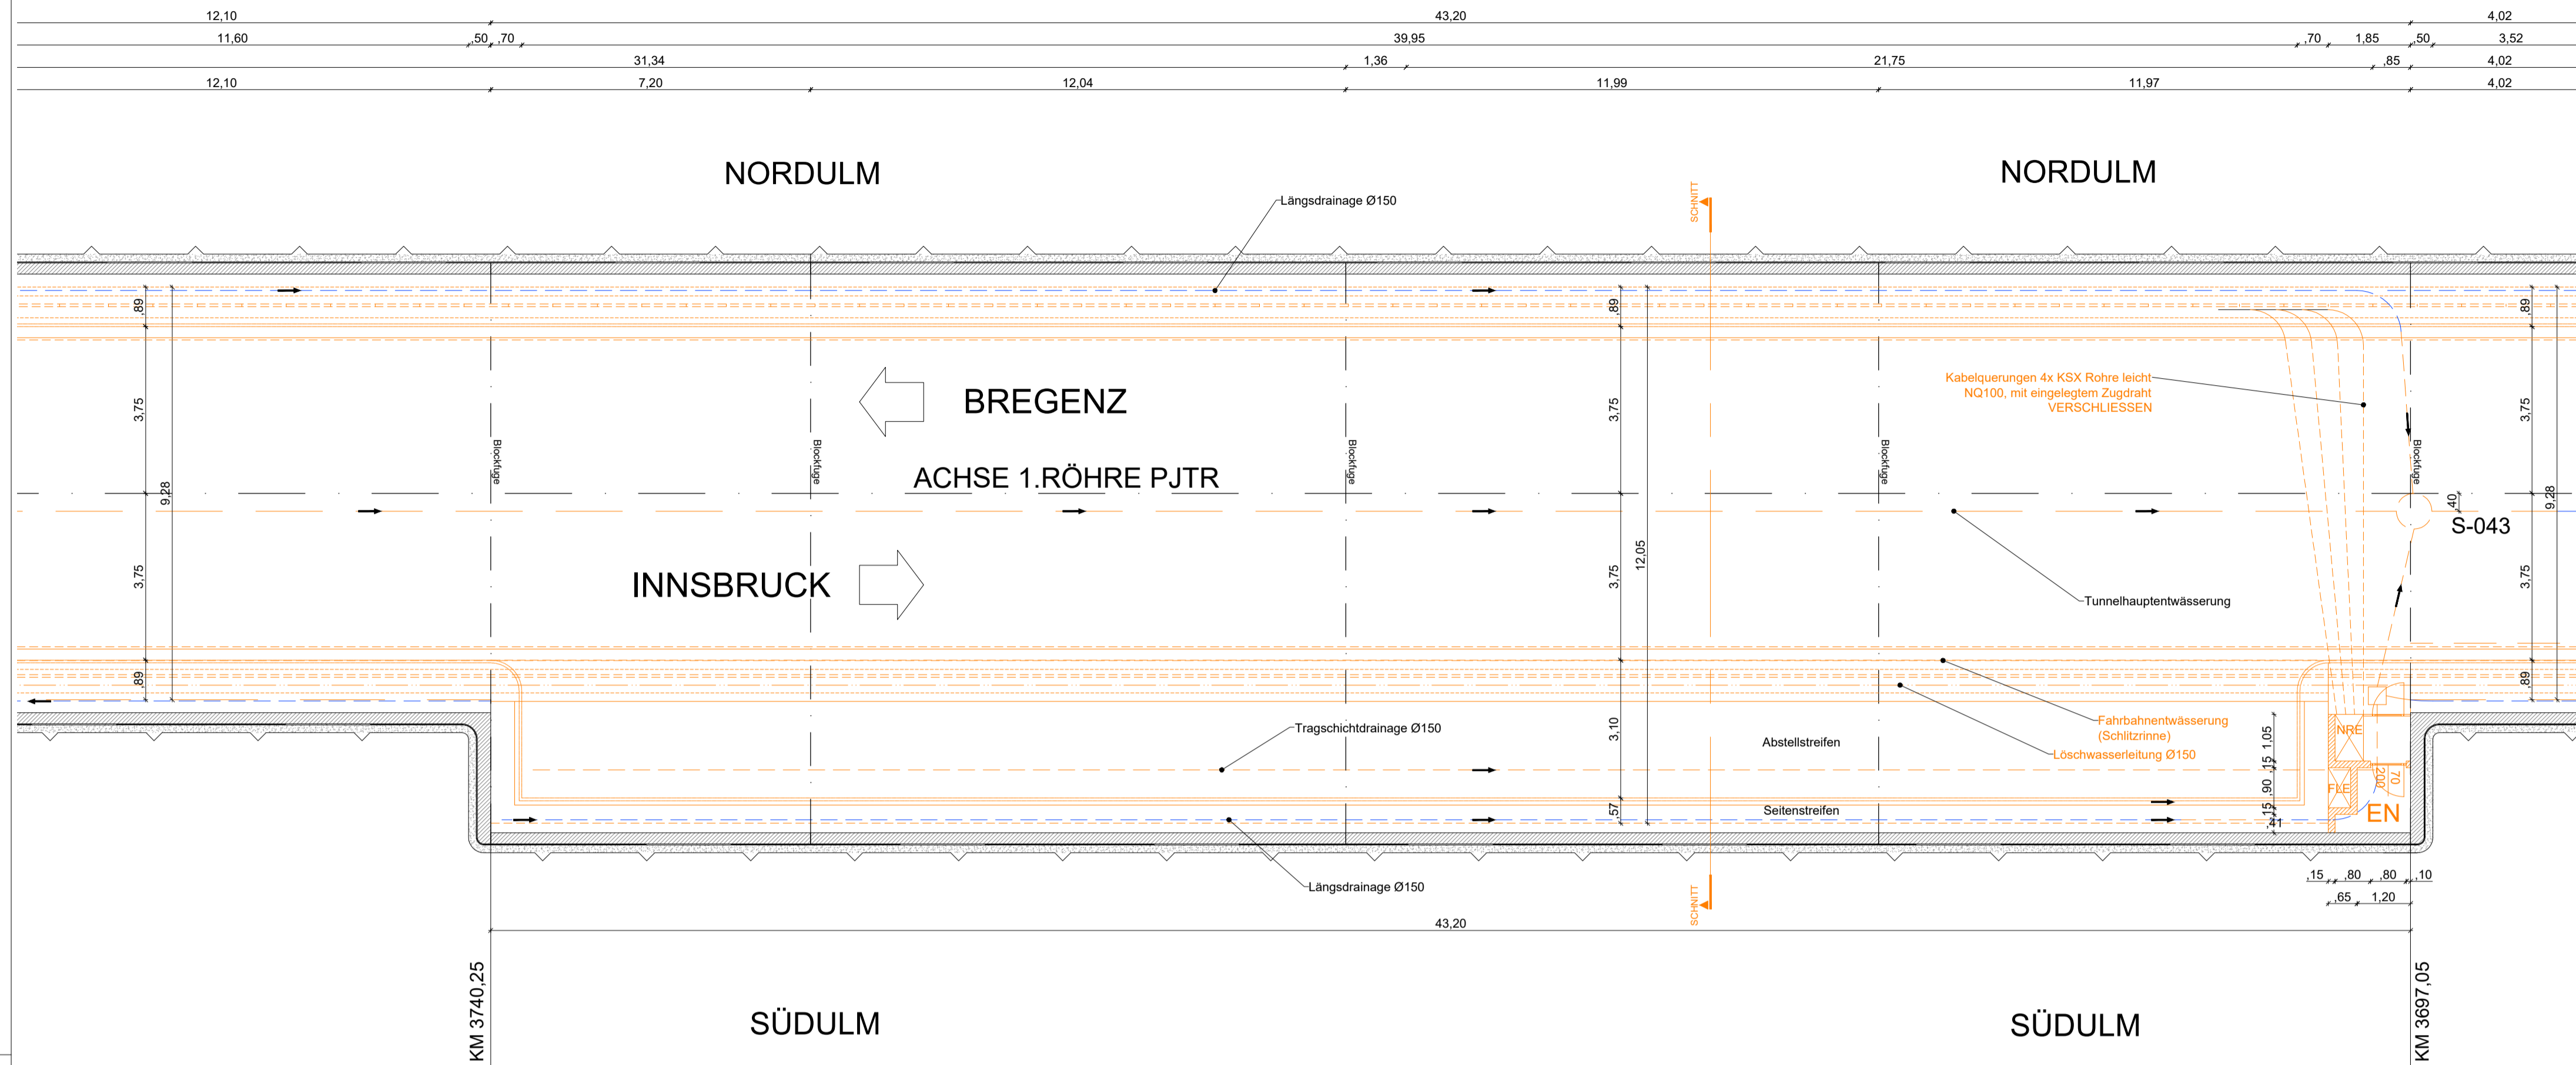 12,10 43,20 4,02
11,60 ,50 ,70 39,95 ,70 1,85 ,50 3,52
31,34 1,36 21,75 ,85 4,02
12,10 7,20 12,04 11,99 11,97 4,02
NORDULM
NORDULM
Längsdrainage Ø150
SCHNITT
,89
3,75
9,28
3,75
,89
Blockfuge
Blockfuge
Blockfuge
Blockfuge
Blockfuge
BREGENZ
ACHSE 1.RÖHRE PJTR
INNSBRUCK
,89
3,75
3,75
12,05
3,10
,57
Kabelquerungen 4x KSX Rohre leicht
NQ100, mit eingelegtem Zugdraht
VERSCHLIESSEN
,89
3,75
,40
9,28
S-043
3,75
,89
Tunnelhauptentwässerung
Tragschichtdrainage Ø150
Abstellstreifen
Fahrbahnentwässerung
(Schlitzrinne)
Löschwasserleitung Ø150
NRE
1,05
,15
,90
,15
,41
FLE
200
70
EN
Seitenstreifen
Längsdrainage Ø150
SCHNITT
,15 ,80 ,80 ,10
,65 1,20
43,20
KM 3740,25
KM 3697,05
SÜDULM
SÜDULM